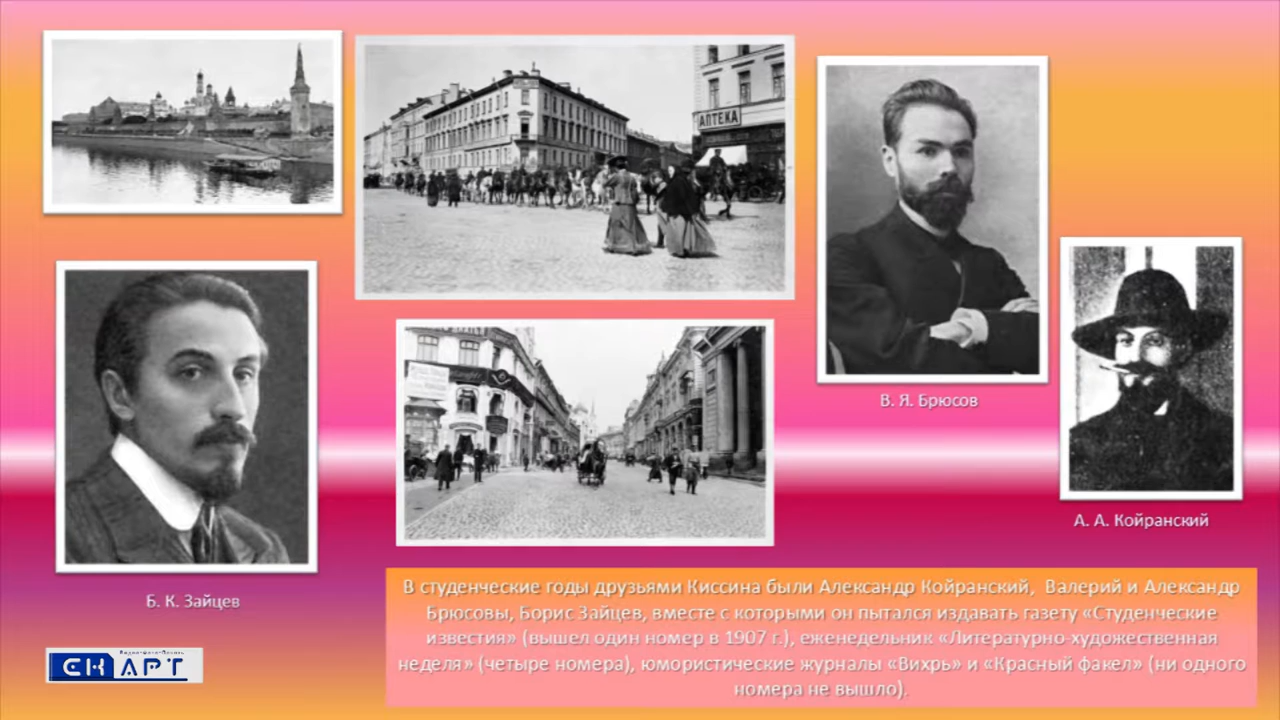 АПТЕКА
В. Я. Брюсов
А. А. Койранский
Б. К. Зайцев
В студенческие годы друзьями Киссина были Александр Койранский, Валерий и Александр
Брюсовы, Борис Зайцев, вместе с которыми он пытался издавать газету «Студенческие
известия» (вышел один номер в 1907 г.), еженедельник «Литературно-художественная
неделя» (четыре номера), юмористические журналы «Вихрь» и «Красный факел» (ни одного
номера не вышло).
СК АРТ